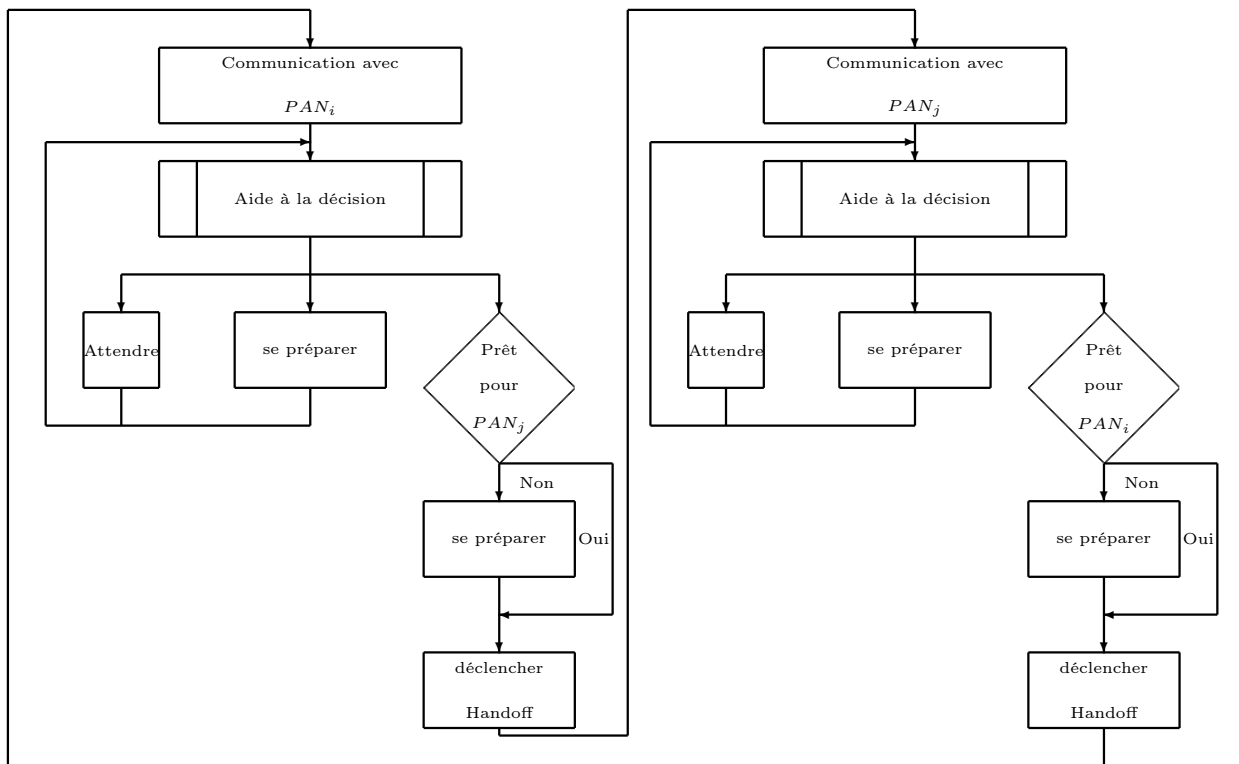 Communication avec
PAN_i
Aide à la décision
Attendre
se préparer
Prêt
pour
PAN_j
Non
se préparer
Oui
déclencher
Handoff
Communication avec
PAN_j
Aide à la décision
Attendre
se préparer
Prêt
pour
PAN_i
Non
se préparer
Oui
déclencher
Handoff